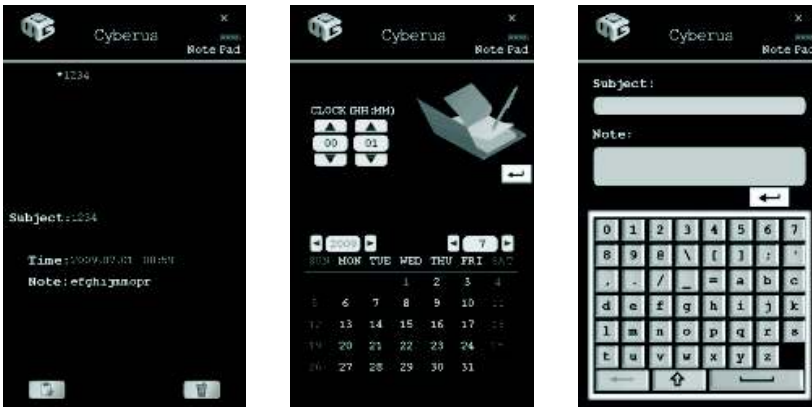 Cyberus
Note Pad
*1234
Subject:1234
Time:2009.07.01 00:59
Note:efghijmmopr
Cyberus
Note Pad
CLOCK (HH:MM)
00 01
2009 7
SUN MON TUE WED THU FRI SAT
1 2 3 4
5 6 7 8 9 10 11
12 13 14 15 16 17 18
19 20 21 22 23 24
26 27 28 29 30 31
Cyberus
Note Pad
Subject:
Note:
0 1 2 3 4 5 6 7
8 9 @ \ [ ] ; '
, . / _ = a b c
d e f g h i j k
l m n o p q r s
t u v w x y z